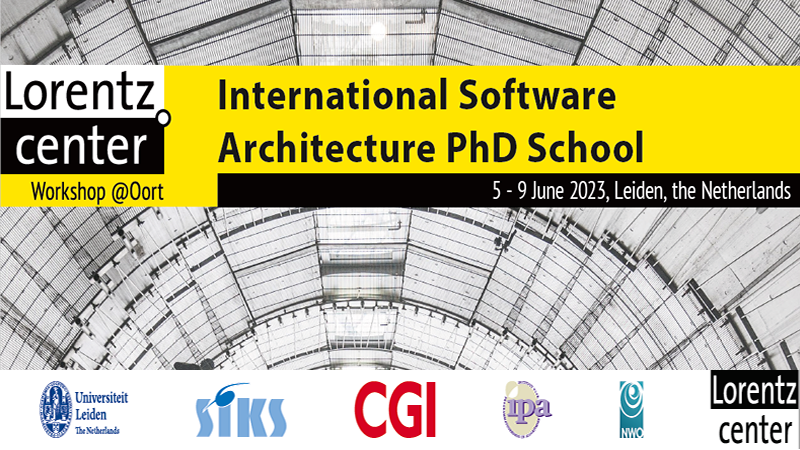 Lorentz
center
Workshop @Oort
International Software
Architecture PhD School
5 - 9 June 2023, Leiden, the Netherlands
Universiteit
Leiden
The Netherlands
SIKS
CGI
ipa
NWO
Lorentz
center